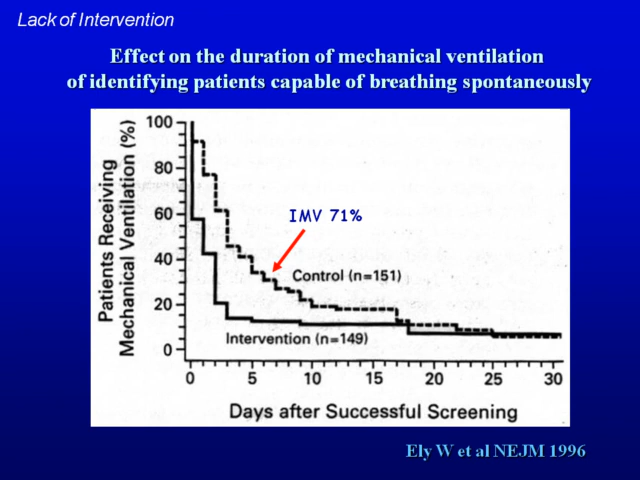 Lack of Intervention
Effect on the duration of mechanical ventilation
of identifying patients capable of breathing spontaneously
Patients Receiving
Mechanical Ventilation (%)
100
80
60
40
20
0
IMV 71%
Control (n=151)
Intervention (n=149)
0 5 10 15 20 25 30
Days after Successful Screening
Ely W et al NEJM 1996